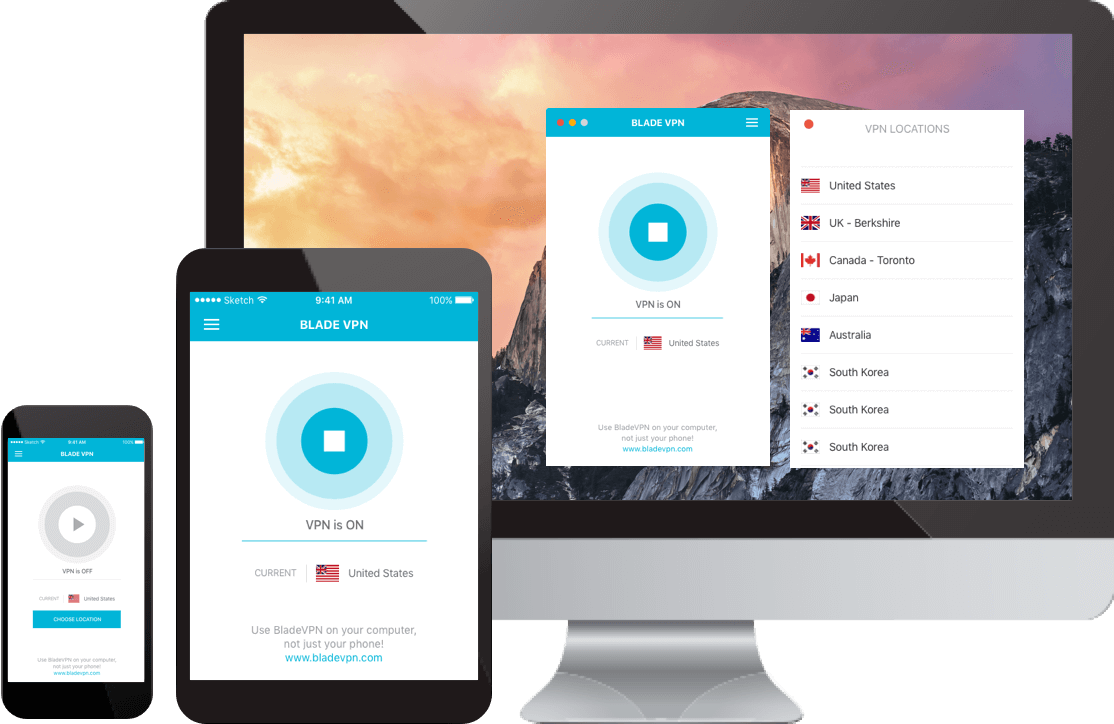 BLADE VPN
VPN is ON
CURRENT
United States
Use BladeVPN on your computer,
not just your phone!
www.bladevpn.com
VPN LOCATIONS
United States
UK - Berkshire
Canada - Toronto
Japan
Australia
South Korea
South Korea
South Korea
Sketch 9:41 AM 100%
BLADE VPN
VPN is ON
CURRENT
United States
Use BladeVPN on your computer,
not just your phone!
www.bladevpn.com
Sketch 9:41 AM 100%
BLADE VPN
VPN is OFF
CURRENT
United States
CHOOSE LOCATION
Use BladeVPN on your computer,
not just your phone!
www.bladevpn.com